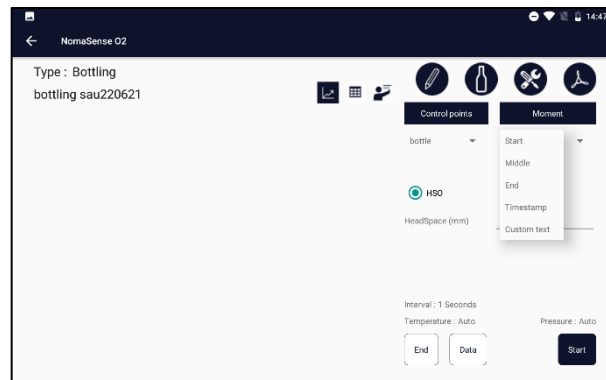 14:47
NomaSense O2
Type : Bottling
bottling sau220621
Control points
Moment
bottle
Start
Middle
End
Timestamp
Custom text
HSO
HeadSpace (mm)
Interval : 1 Seconds
Temperature : Auto
Pressure : Auto
End
Data
Start